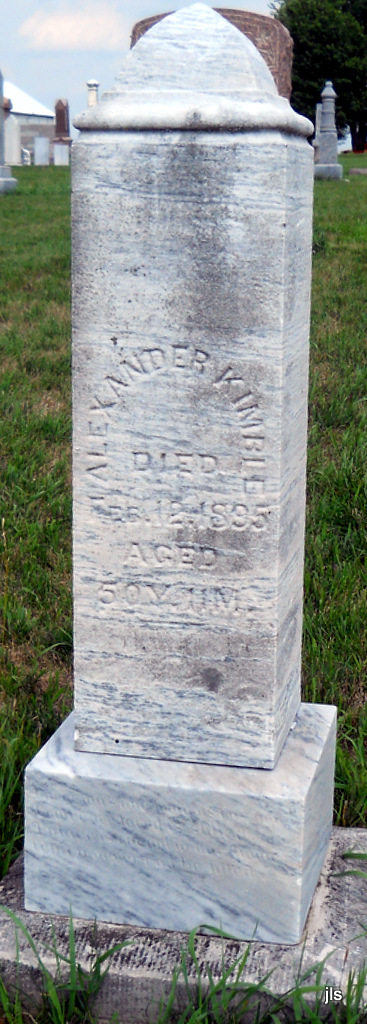 ALEXANDER KIMBLE
DIED
FEB. 12. 1895
AGED
50Y. 11M.
jls